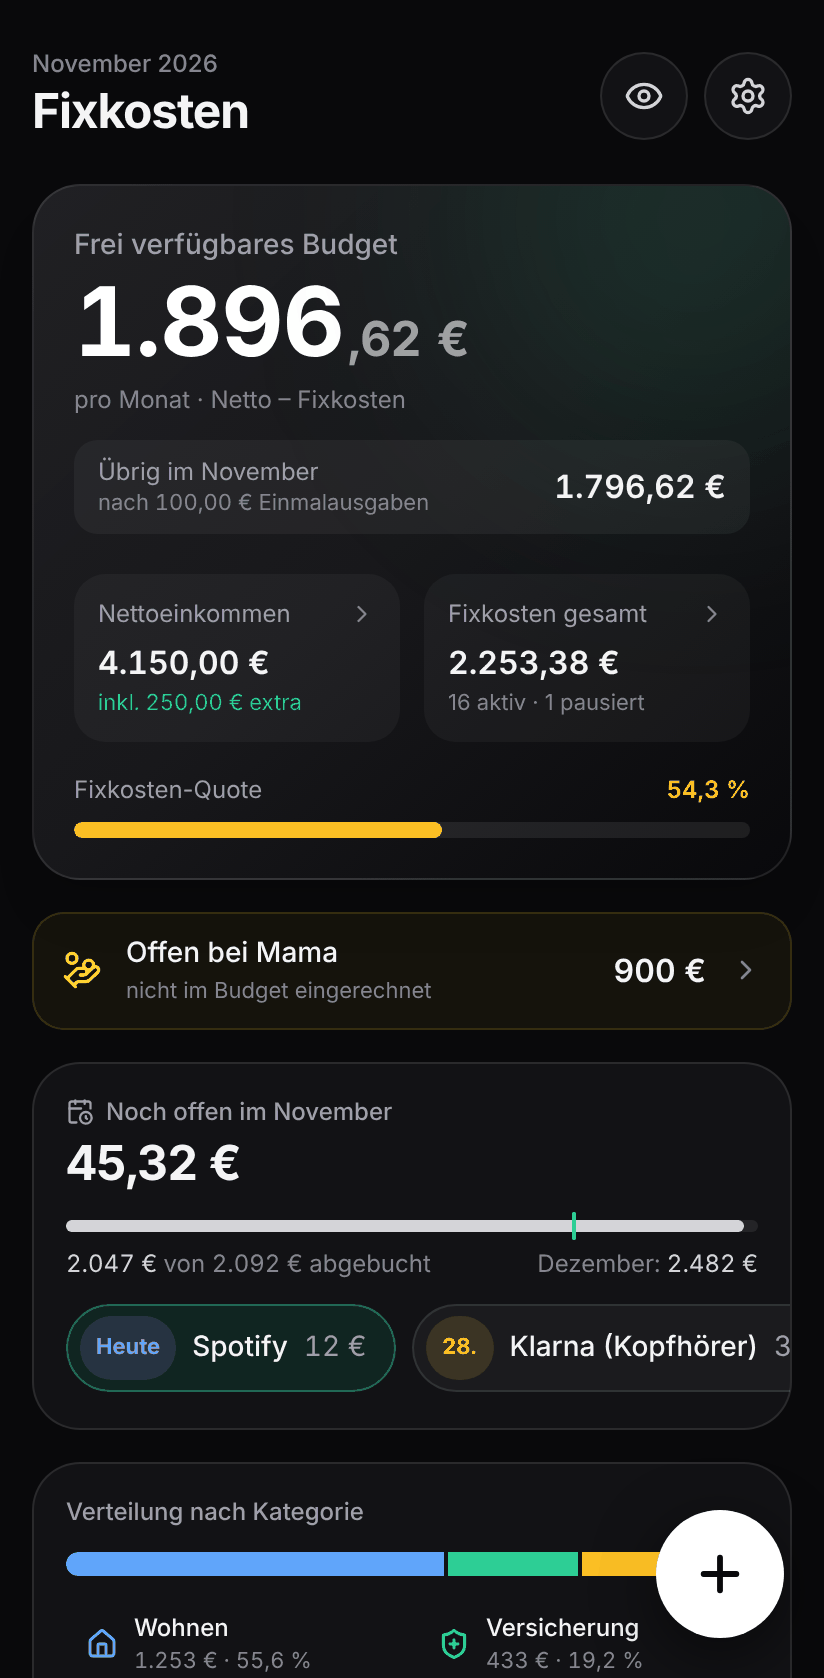 November 2026
Fixkosten
Frei verfügbares Budget
1.896,62 €
pro Monat · Netto – Fixkosten
Übrig im November
nach 100,00 € Einmalausgaben
1.796,62 €
Nettoeinkommen
4.150,00 €
inkl. 250,00 € extra
Fixkosten gesamt
2.253,38 €
16 aktiv · 1 pausiert
Fixkosten-Quote 54,3 %
Offen bei Mama
nicht im Budget eingerechnet
900 €
Noch offen im November
45,32 €
2.047 € von 2.092 € abgebucht Dezember: 2.482 €
Heute Spotify 12 € 28. Klarna (Kopfhörer) 3
Verteilung nach Kategorie
Wohnen
1.253 € · 55,6 %
Versicherung
433 € · 19,2 %